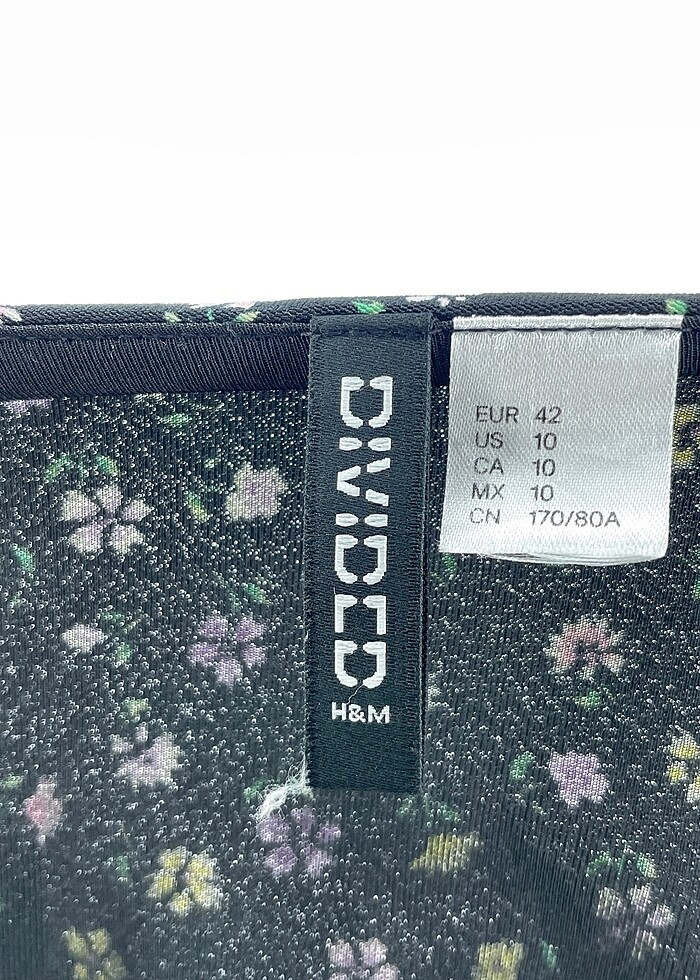 DIVIDED
H&M
EUR 42
US 10
CA 10
MX 10
CN 170/80A